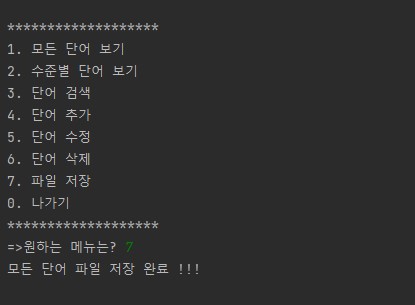 *******************
1. 모든 단어 보기
2. 수준별 단어 보기
3. 단어 검색
4. 단어 추가
5. 단어 수정
6. 단어 삭제
7. 파일 저장
0. 나가기
*******************
=>원하는 메뉴는? 7
모든 단어 파일 저장 완료 !!!